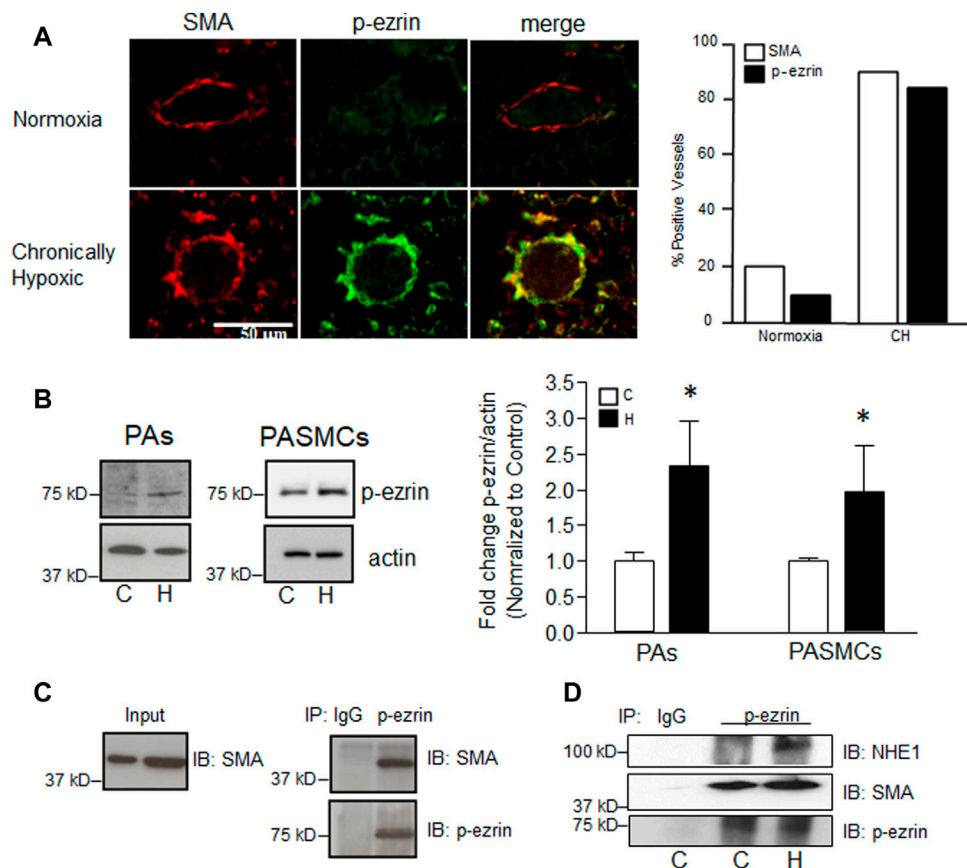 A
SMA p-ezrin merge
Normoxia
Chronically
Hypoxic
50 µm
100
80
60
40
20
0
% Positive Vessels
SMA
p-ezrin
Normoxia CH
B
PAs PASMCs
75 kD 75 kD p-ezrin
37 kD 37 kD actin
C H C H
Fold change p-ezrin/actin
(Nomralized to Control)
3.5
3.0
2.5
2.0
1.5
1.0
0.5
0.0
C
H
* *
PAs PASMCs
C
Input
37 kD IB: SMA
IP: IgG p-ezrin
37 kD IB: SMA
75 kD IB: p-ezrin
D
IP: IgG p-ezrin
100 kD IB: NHE1
37 kD IB: SMA
75 kD IB: p-ezrin
C C H